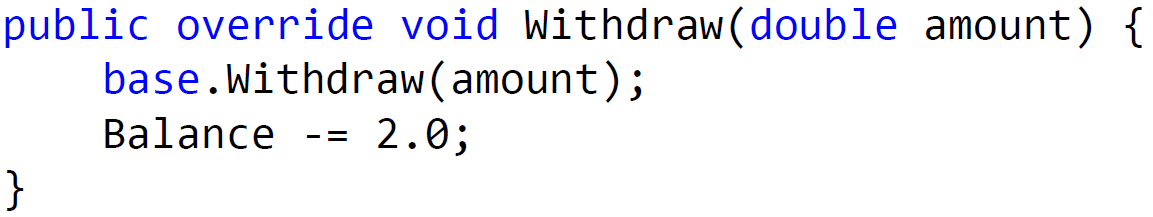 public override void Withdraw(double amount) {
    base.Withdraw(amount);
    Balance -= 2.0;
}